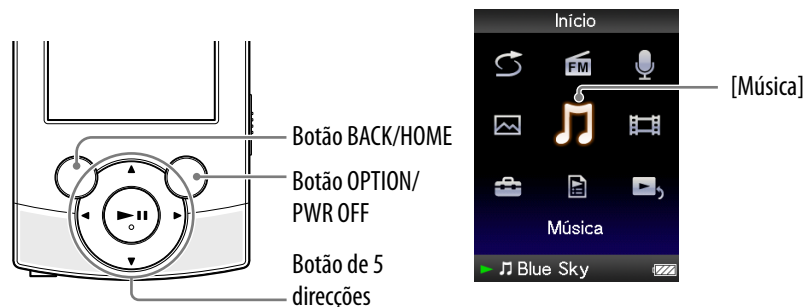 Início
FM
[Música]
Botão BACK/HOME
Botão OPTION/
PWR OFF
Botão de 5
direcções
Música
Blue Sky